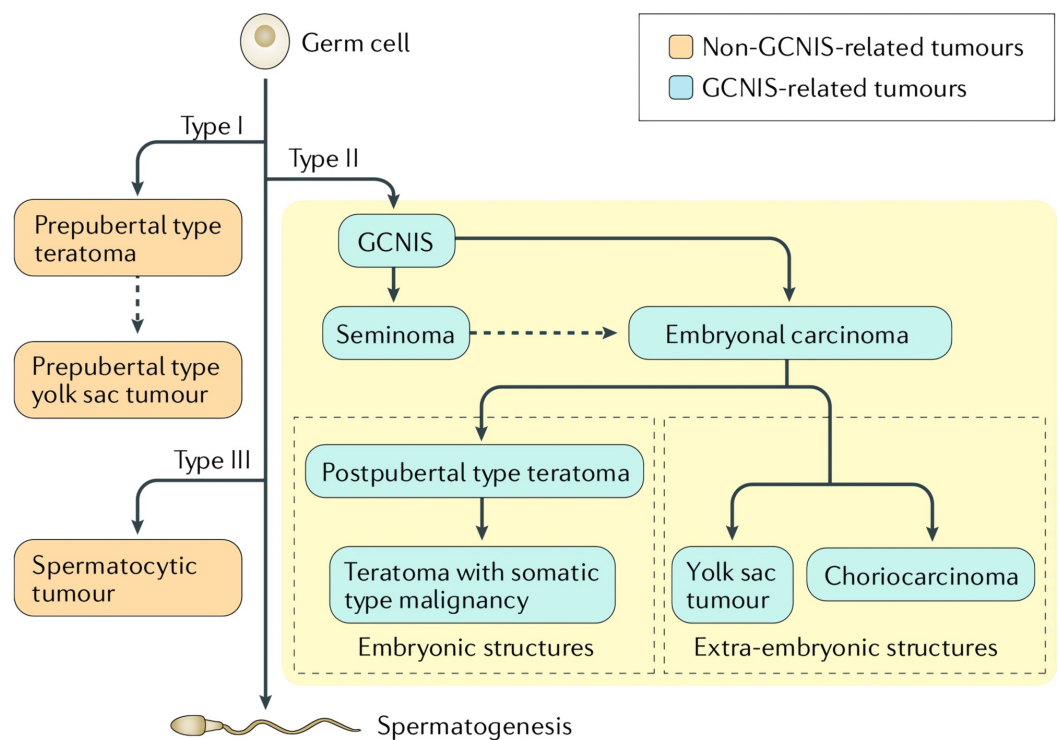 Germ cell
Non-GCNIS-related tumours
GCNIS-related tumours
Type I
Type II
Prepubertal type
teratoma
GCNIS
Seminoma
Embryonal carcinoma
Prepubertal type
yolk sac tumour
Type III
Postpubertal type teratoma
Spermatocytic
tumour
Teratoma with somatic
type malignancy
Yolk sac
tumour
Choriocarcinoma
Embryonic structures
Extra-embryonic structures
Spermatogenesis